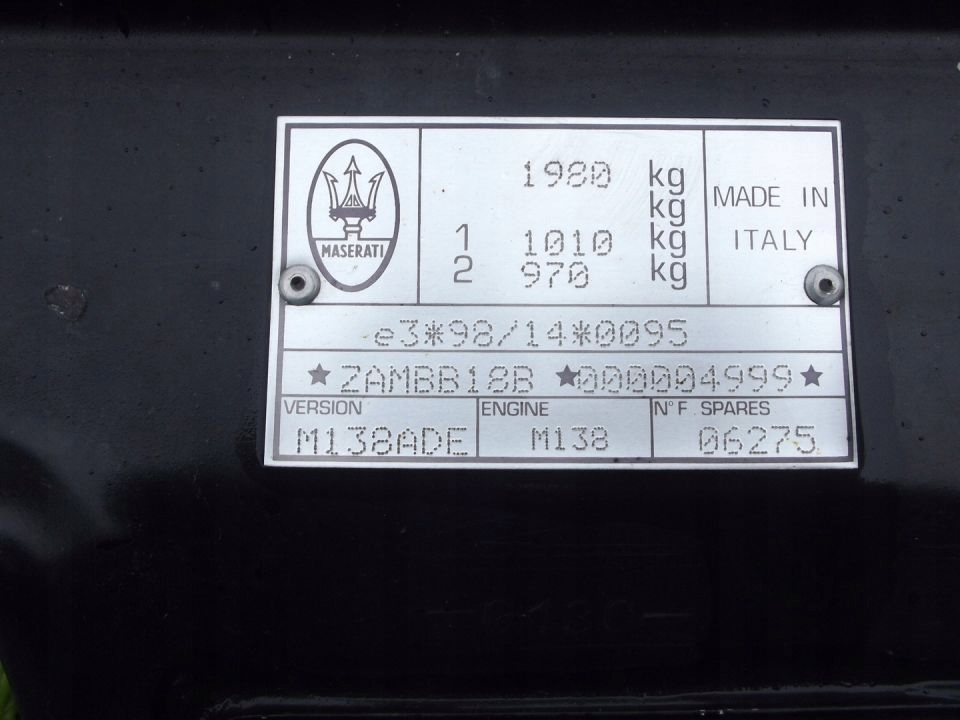 MASERATI
1980 kg
kg
1 1010 kg
2 970 kg
MADE IN
ITALY
e3*98/14*0095
★ZAMBB18B ★000004999★
VERSION
M138ADE
ENGINE
M138
N° F. SPARES
06275